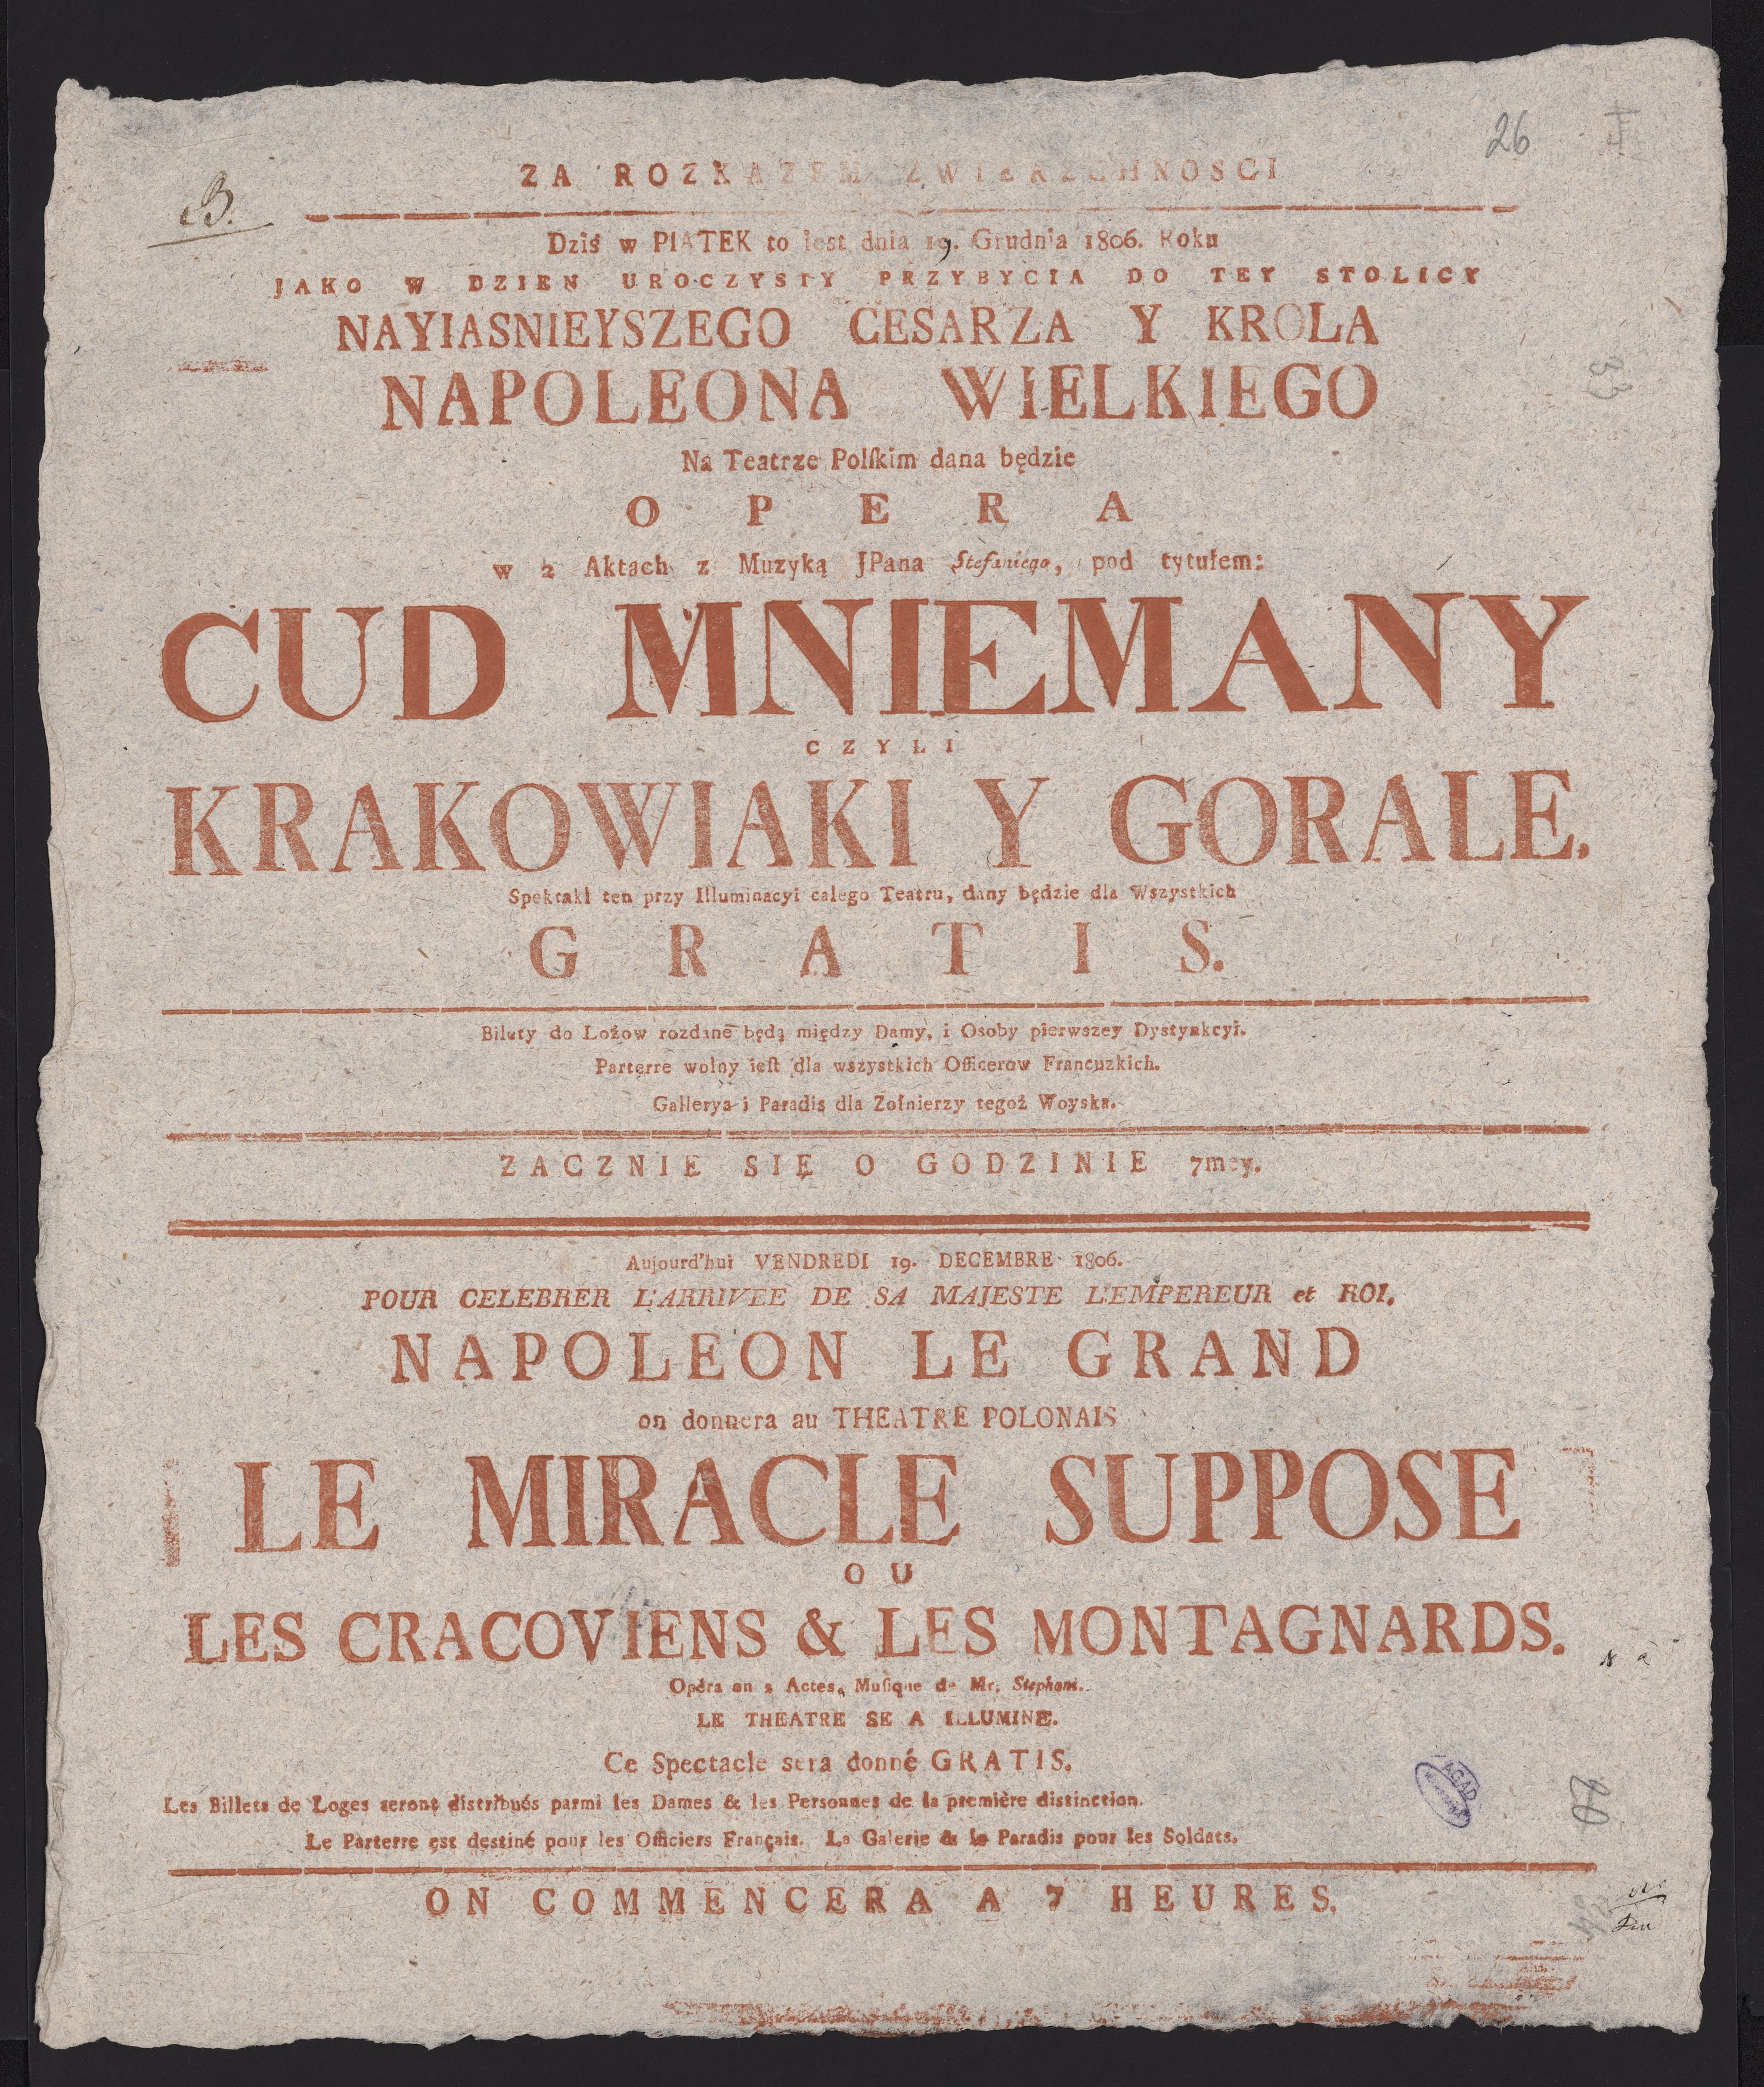 26
B.
ZA ROZKAZEM ZWIERZCHNOSCI
Dziś w PIATEK to iest dnia 19. Grudnia 1806. Roku
JAKO W DZIEN UROCZYSTY PRZYBYCIA DO TEY STOLICY
NAYIASNIEYSZEGO CESARZA Y KROLA
NAPOLEONA WIELKIEGO
33
Na Teatrze Polſkim dana będzie
OPERA
w 2 Aktach z Muzyką JPana Stefaniego, pod tytułem:
CUD MNIEMANY
CZYLI
KRAKOWIAKI Y GORALE.
Spektakl ten przy Illuminacyi calego Teatru, dany będzie dla Wszystkich
GRATIS.
Bilety do Lożow rozdane będą między Damy, i Osoby pierwszey Dystynkcyi.
Parterre wolny ieſt dla wszystkich Officerow Francuzkich.
Gallerya i Paradis dla Żołnierzy tegoż Woyska.
ZACZNIE SIĘ O GODZINIE 7mey.
Aujourd'hui VENDREDI 19. DECEMBRE 1806.
POUR CELEBRER L'ARRIVEE DE SA MAJESTE L'EMPEREUR et ROI.
NAPOLEON LE GRAND
on donnera au THEATRE POLONAIS
LE MIRACLE SUPPOSE
OU
LES CRACOVIENS & LES MONTAGNARDS.
Opéra en 2 Actes, Muſique de Mr. Stephani.
LE THEATRE SE A ILLUMINE.
Ce Spectacle sera donné GRATIS.
Les Billets de Loges seront distribués parmi les Dames & les Personnes de la première distinction.
Le Parterre est destiné pour les Officiers Français. La Galerie & le Paradis pour les Soldats.
AGAD
WARSZAWA
20
ON COMMENCERA A 7 HEURES.